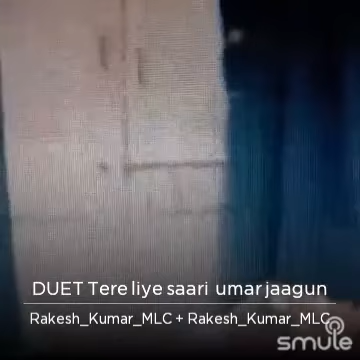 DUET Tere liye saari umar jaagun
Rakesh_Kumar_MLC + Rakesh_Kumar_MLC
smule